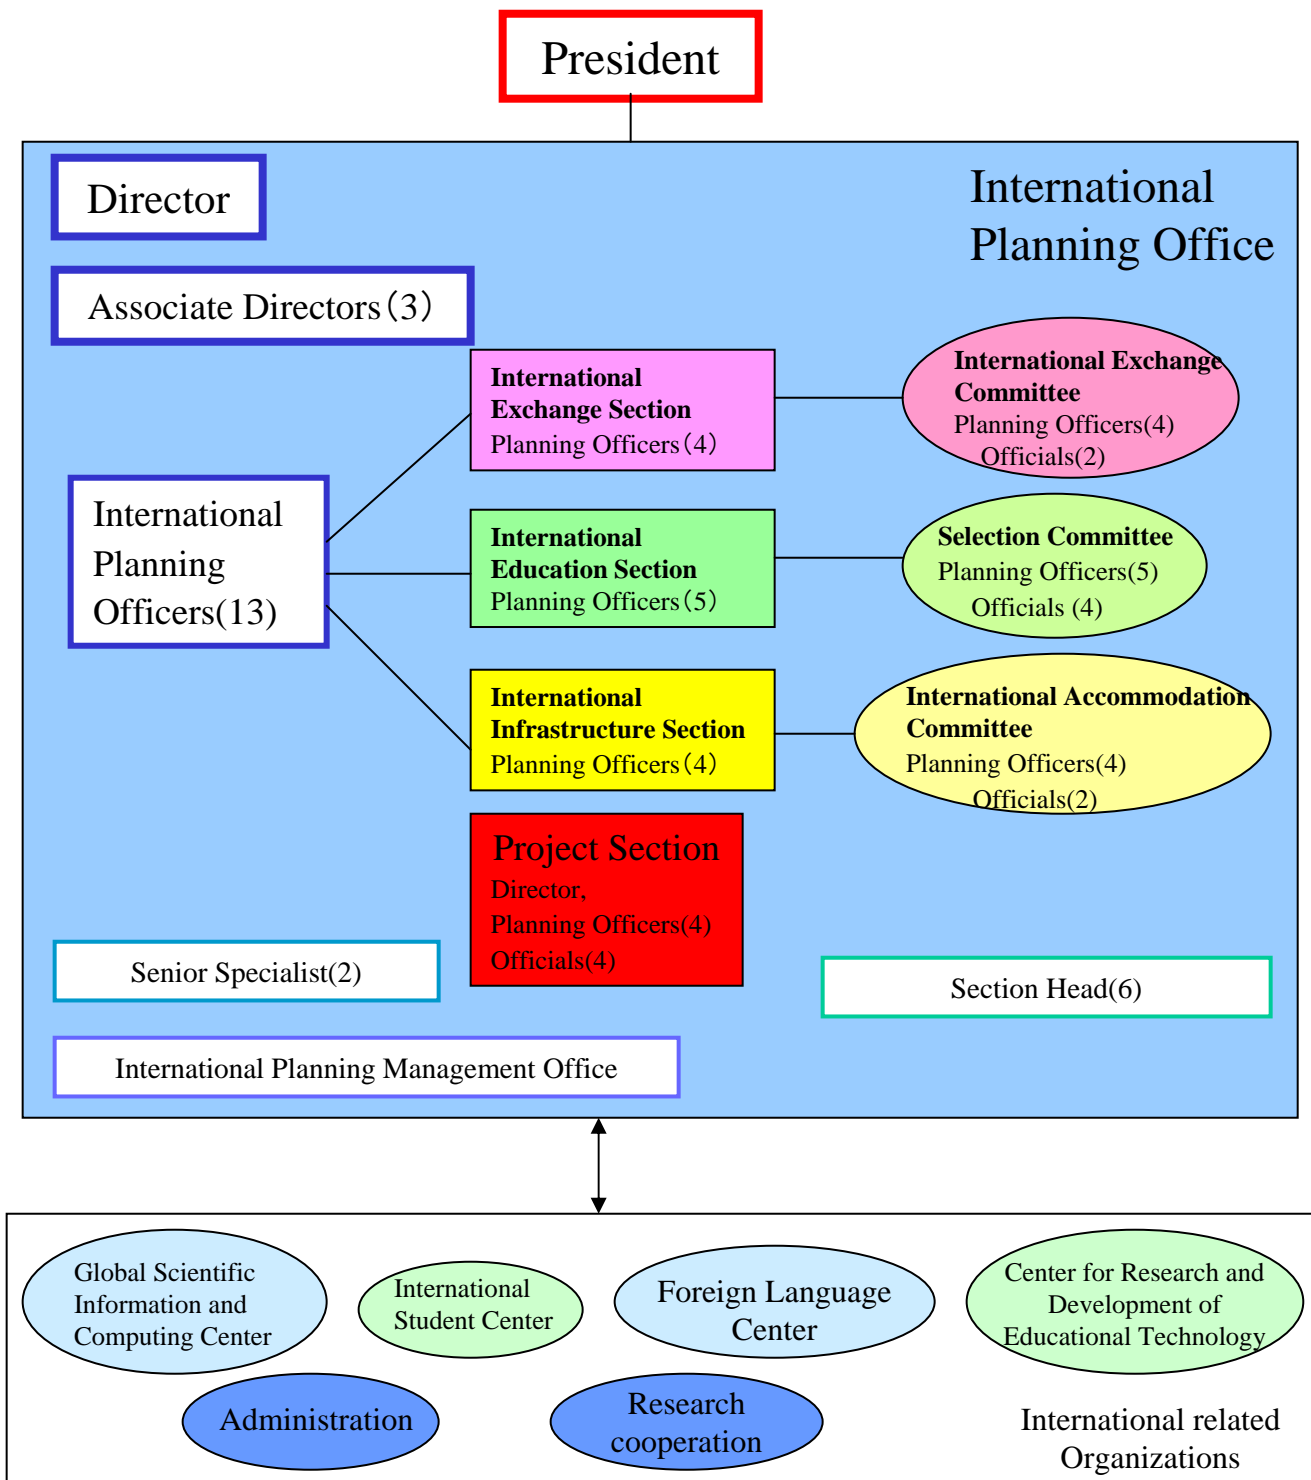 President
Director
International
Planning Office
Associate Directors(3)
International
Exchange Section
Planning Officers(4)
International Exchange
Committee
Planning Officers(4)
Officials(2)
International
Planning
Officers(13)
International
Education Section
Planning Officers(5)
Selection Committee
Planning Officers(5)
Officials (4)
International
Infrastructure Section
Planning Officers(4)
International Accommodation
Committee
Planning Officers(4)
Officials(2)
Project Section
Director,
Planning Officers(4)
Officials(4)
Senior Specialist(2)
Section Head(6)
International Planning Management Office
Global Scientific
Information and
Computing Center
International
Student Center
Foreign Language
Center
Center for Research and
Development of
Educational Technology
Administration
Research
cooperation
International related
Organizations